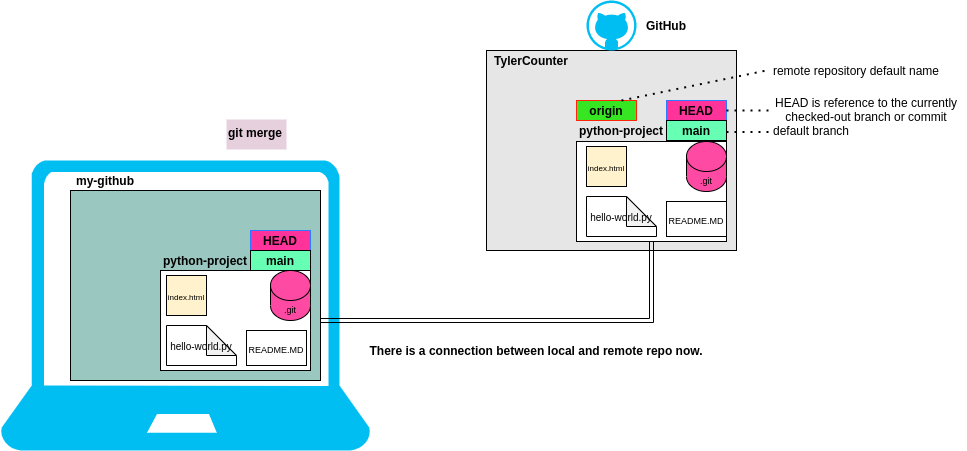 GitHub
TylerCounter
remote repository default name
origin
HEAD
HEAD is reference to the currently
checked-out branch or commit
python-project
main
default branch
index.html
.git
hello-world.py
README.MD
git merge
my-github
HEAD
python-project
main
index.html
.git
hello-world.py
README.MD
There is a connection between local and remote repo now.